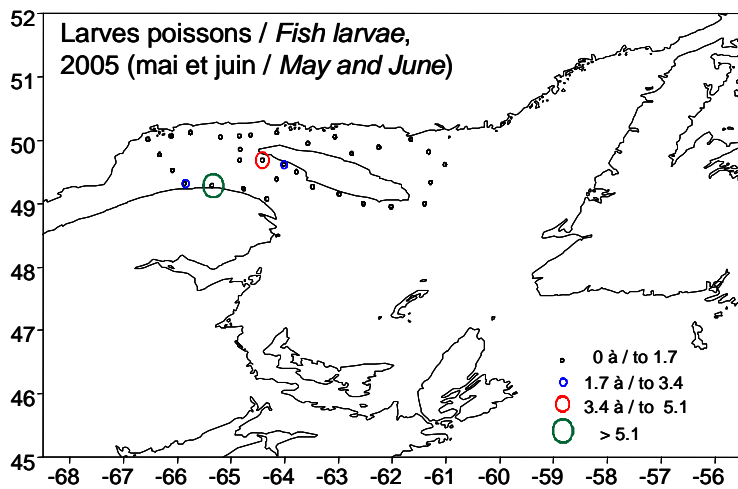 Larves poissons / Fish larvae,
2005 (mai et juin / May and June)
52
51
50
49
48
47
46
45
0 à / to 1.7
1.7 à / to 3.4
3.4 à / to 5.1
> 5.1
-68 -67 -66 -65 -64 -63 -62 -61 -60 -59 -58 -57 -56